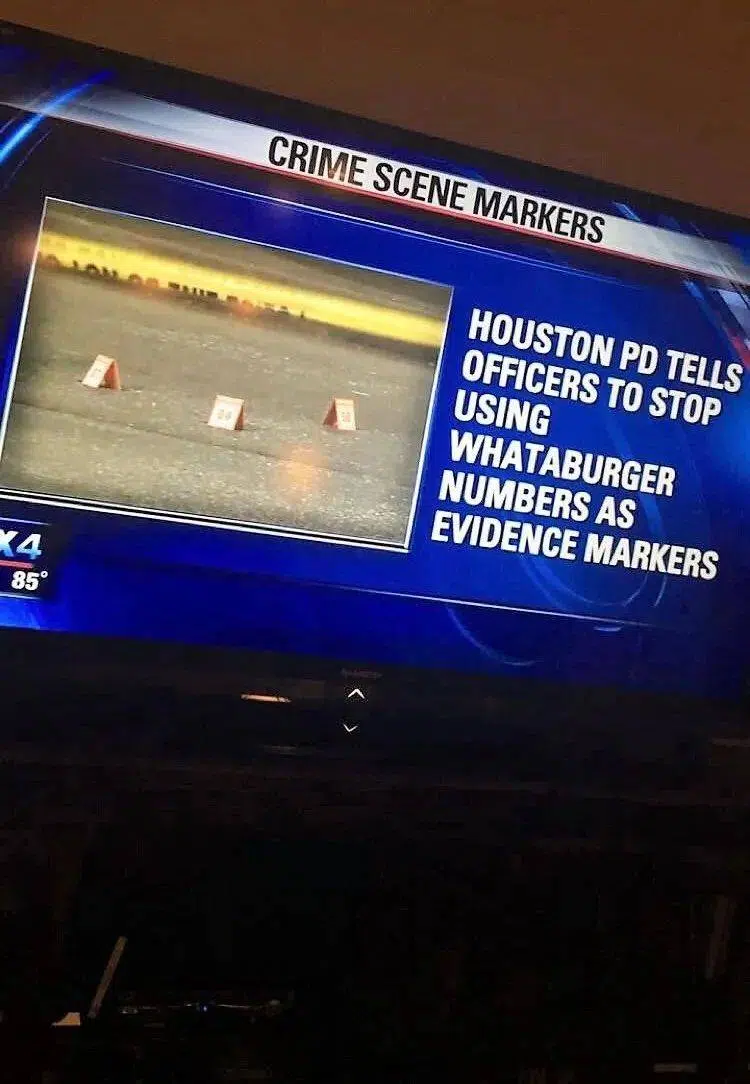 CRIME SCENE MARKERS
HOUSTON PD TELLS
OFFICERS TO STOP
USING
WHATABURGER
NUMBERS AS
EVIDENCE MARKERS
X4
85°